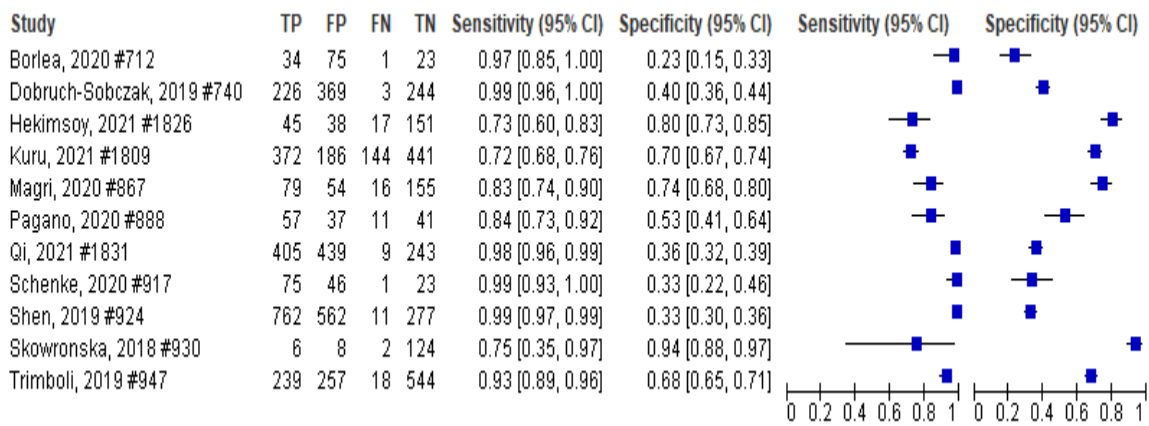 Study TP FP FN TN Sensitivity (95% CI) Specificity (95% CI) Sensitivity (95% CI) Specificity (95% CI)
Borlea, 2020 #712 34 75 1 23 0.97 [0.85, 1.00] 0.23 [0.15, 0.33]
Dobruch-Sobczak, 2019 #740 226 369 3 244 0.99 [0.96, 1.00] 0.40 [0.36, 0.44]
Hekimsoy, 2021 #1826 45 38 17 151 0.73 [0.60, 0.83] 0.80 [0.73, 0.85]
Kuru, 2021 #1809 372 186 144 441 0.72 [0.68, 0.76] 0.70 [0.67, 0.74]
Magri, 2020 #867 79 54 16 155 0.83 [0.74, 0.90] 0.74 [0.68, 0.80]
Pagano, 2020 #888 57 37 11 41 0.84 [0.73, 0.92] 0.53 [0.41, 0.64]
Qi, 2021 #1831 405 439 9 243 0.98 [0.96, 0.99] 0.36 [0.32, 0.39]
Schenke, 2020 #917 75 46 1 23 0.99 [0.93, 1.00] 0.33 [0.22, 0.46]
Shen, 2019 #924 762 562 11 277 0.99 [0.97, 0.99] 0.33 [0.30, 0.36]
Skowronska, 2018 #930 6 8 2 124 0.75 [0.35, 0.97] 0.94 [0.88, 0.97]
Trimboli, 2019 #947 239 257 18 544 0.93 [0.89, 0.96] 0.68 [0.65, 0.71]
0 0.2 0.4 0.6 0.8 1 0 0.2 0.4 0.6 0.8 1